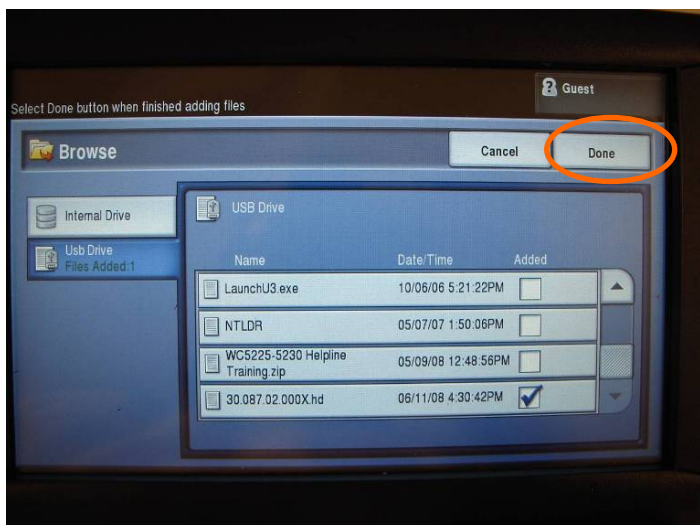 Guest
Select Done button when finished adding files
Browse
Cancel
Done
Internal Drive
Usb Drive
Files Added:1
USB Drive
Name Date/Time Added
LaunchU3.exe 10/06/06 5:21:22PM
NTLDR 05/07/07 1:50:06PM
WC5225-5230 Helpline
Training.zip 05/09/08 12:48:56PM
30.087.02.000X.hd 06/11/08 4:30:42PM